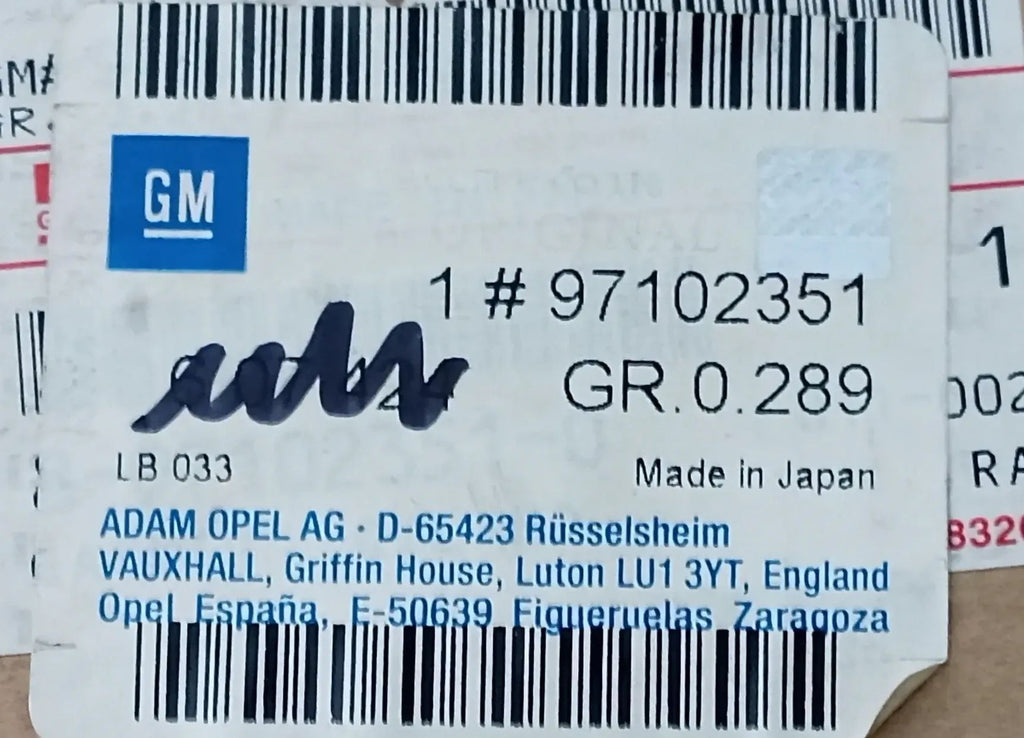 GM
1 # 97102351
GR.0.289
LB 033
Made in Japan
ADAM OPEL AG · D-65423 Rüsselsheim
VAUXHALL, Griffin House, Luton LU1 3YT, England
Opel España, E-50639 Figueruelas Zaragoza